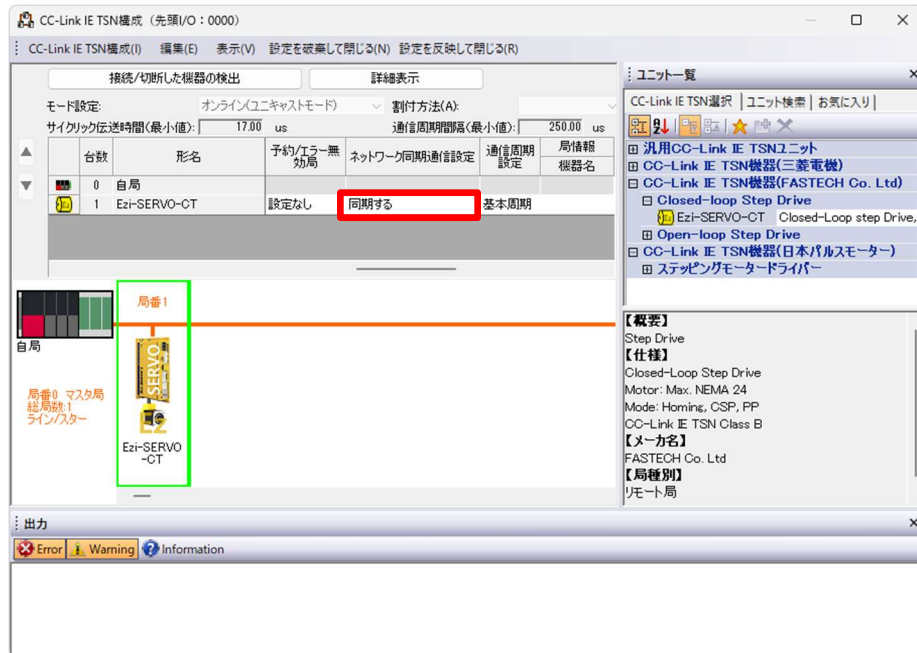 CC-Link IE TSN構成（先頭I/O：0000）
CC-Link IE TSN構成(I) 編集(E) 表示(V) 設定を破棄して閉じる(N) 設定を反映して閉じる(R)
接続/切断した機器の検出 詳細表示
モード設定: オンライン(ユニキャストモード) 割付方法(A):
サイクリック伝送時間(最小値): 17.00 us 通信周期間隔(最小値): 250.00 us
台数 形名 予約/エラー無効局 ネットワーク同期通信設定 通信周期設定 局情報
機器名
0 自局
1 Ezi-SERVO-CT 設定なし 同期する 基本周期
局番1
自局
SERVO
局番0 マスタ局
総局数:1
ライン/スター
Ezi-SERVO
-CT
ユニット一覧
CC-Link IE TSN選択 ユニット検索 お気に入り
汎用CC-Link IE TSNユニット
CC-Link IE TSN機器(三菱電機)
CC-Link IE TSN機器(FASTECH Co. Ltd)
Closed-loop Step Drive
Ezi-SERVO-CT Closed-Loop step Drive,
Open-loop Step Drive
CC-Link IE TSN機器(日本パルスモーター)
ステッピングモータードライバー
【概要】
Step Drive
【仕様】
Closed-Loop Step Drive
Motor: Max. NEMA 24
Mode: Homing, CSP, PP
CC-Link IE TSN Class B
【メーカ名】
FASTECH Co. Ltd
【局種別】
リモート局
出力
Error Warning Information